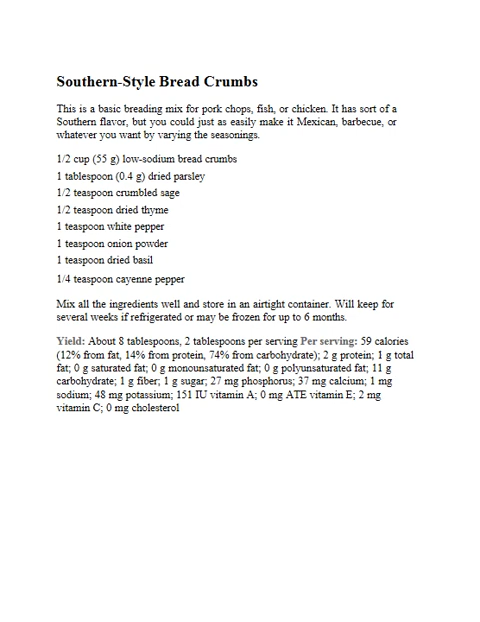 Southern-Style Bread Crumbs
This is a basic breading mix for pork chops, fish, or chicken. It has sort of a
Southern flavor, but you could just as easily make it Mexican, barbecue, or
whatever you want by varying the seasonings.
1/2 cup (55 g) low-sodium bread crumbs
1 tablespoon (0.4 g) dried parsley
1/2 teaspoon crumbled sage
1/2 teaspoon dried thyme
1 teaspoon white pepper
1 teaspoon onion powder
1 teaspoon dried basil
1/4 teaspoon cayenne pepper
Mix all the ingredients well and store in an airtight container. Will keep for
several weeks if refrigerated or may be frozen for up to 6 months.
Yield: About 8 tablespoons, 2 tablespoons per serving Per serving: 59 calories
(12% from fat, 14% from protein, 74% from carbohydrate); 2 g protein; 1 g total
fat; 0 g saturated fat; 0 g monounsaturated fat; 0 g polyunsaturated fat; 11 g
carbohydrate; 1 g fiber; 1 g sugar; 27 mg phosphorus; 37 mg calcium; 1 mg
sodium; 48 mg potassium; 151 IU vitamin A; 0 mg ATE vitamin E; 2 mg
vitamin C; 0 mg cholesterol